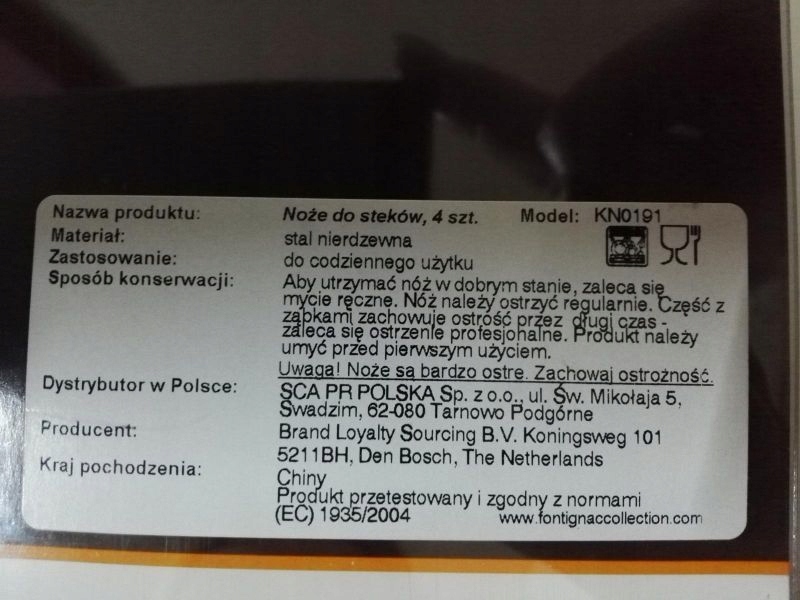 Nazwa produktu: Noże do steków, 4 szt. Model: KN0191
Materiał: stal nierdzewna
Zastosowanie: do codziennego użytku
Sposób konserwacji: Aby utrzymać nóż w dobrym stanie, zaleca się
mycie ręczne. Nóż należy ostrzyć regularnie. Część z
ząbkami zachowuje ostrość przez długi czas -
zaleca się ostrzenie profesjonalne. Produkt należy
umyć przed pierwszym użyciem.
Uwaga! Noże są bardzo ostre. Zachowaj ostrożność.
Dystrybutor w Polsce: SCA PR POLSKA Sp. z o.o., ul. Św. Mikołaja 5,
Swadzim, 62-080 Tarnowo Podgórne
Producent: Brand Loyalty Sourcing B.V. Koningsweg 101
5211BH, Den Bosch, The Netherlands
Kraj pochodzenia: Chiny
Produkt przetestowany i zgodny z normami
(EC) 1935/2004 www.fontignaccollection.com